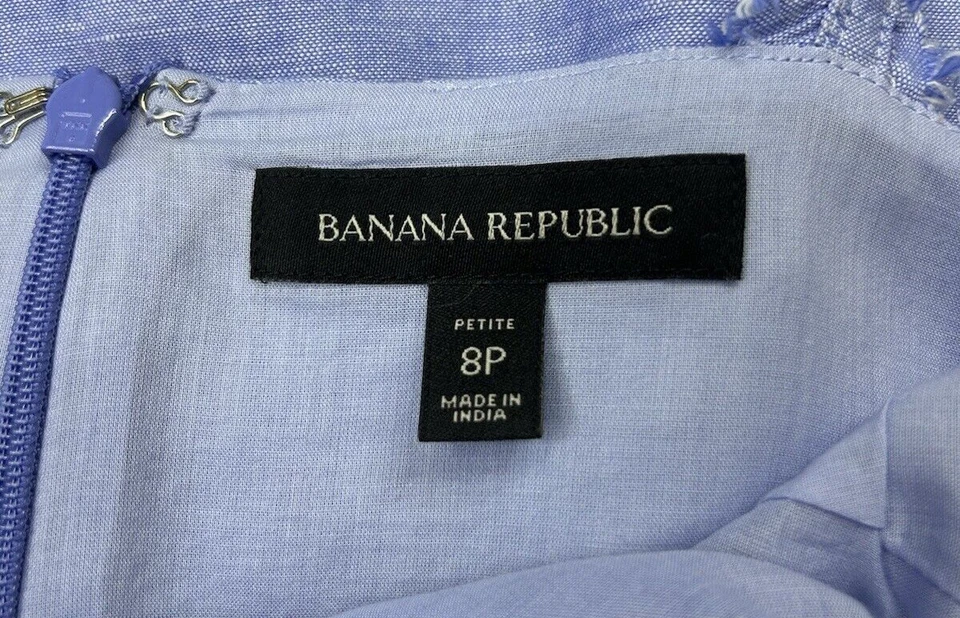 BANANA REPUBLIC
PETITE
8P
MADE IN
INDIA